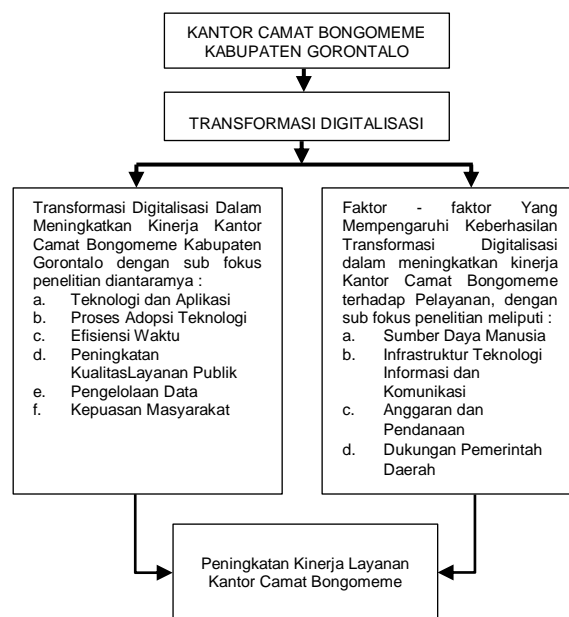 KANTOR CAMAT BONGOMEME
KABUPATEN GORONTALO
TRANSFORMASI DIGITALISASI
Transformasi Digitalisasi Dalam
Meningkatkan Kinerja Kantor
Camat Bongomeme Kabupaten
Gorontalo dengan sub fokus
penelitian diantaramya :
a. Teknologi dan Aplikasi
b. Proses Adopsi Teknologi
c. Efisiensi Waktu
d. Peningkatan
KualitasLayanan Publik
e. Pengelolaan Data
f. Kepuasan Masyarakat
Faktor - faktor Yang
Mempengaruhi Keberhasilan
Transformasi Digitalisasi
dalam meningkatkan kinerja
Kantor Camat Bongomeme
terhadap Pelayanan, dengan
sub fokus penelitian meliputi :
a. Sumber Daya Manusia
b. Infrastruktur Teknologi
Informasi dan
Komunikasi
c. Anggaran dan
Pendanaan
d. Dukungan Pemerintah
Daerah
Peningkatan Kinerja Layanan
Kantor Camat Bongomeme